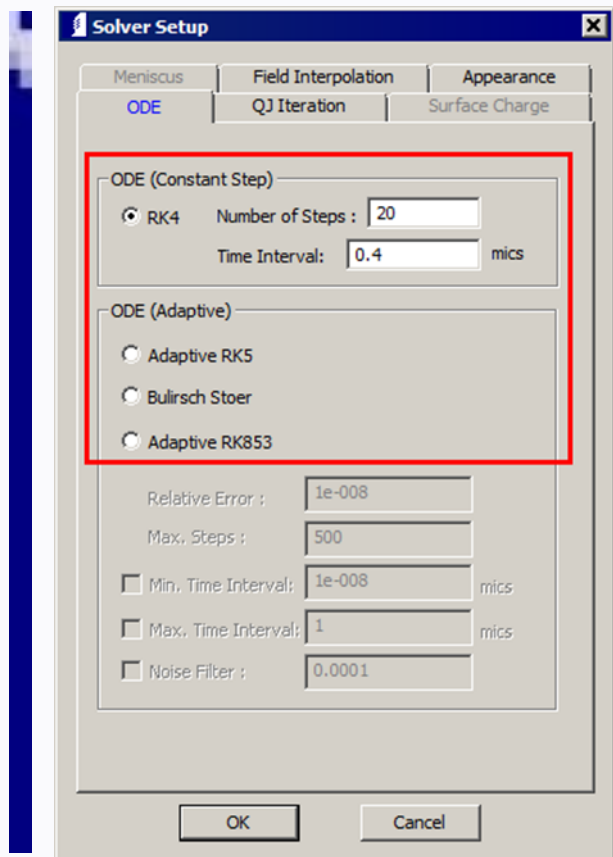 Solver Setup
Meniscus Field Interpolation Appearance
ODE QJ Iteration Surface Charge
ODE (Constant Step)
RK4 Number of Steps : 20
Time Interval: 0.4 mics
ODE (Adaptive)
Adaptive RK5
Bulirsch Stoer
Adaptive RK853
Relative Error : 1e-008
Max. Steps : 500
Min. Time Interval: 1e-008 mics
Max. Time Interval: 1 mics
Noise Filter : 0.0001
OK Cancel